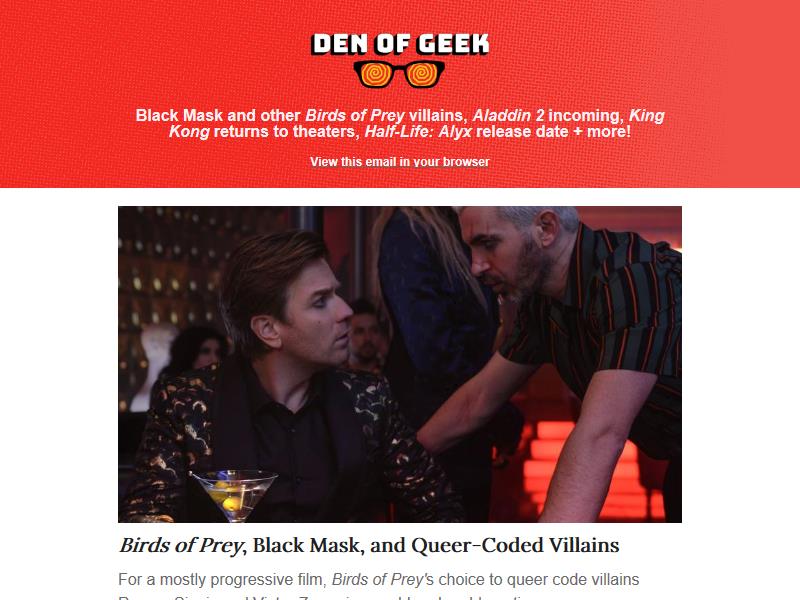 DEN OF GEEK
Black Mask and other Birds of Prey villains, Aladdin 2 incoming, King
Kong returns to theaters, Half-Life: Alyx release date + more!
View this email in your browser
Birds of Prey, Black Mask, and Queer-Coded Villains
For a mostly progressive film, Birds of Prey's choice to queer code villains